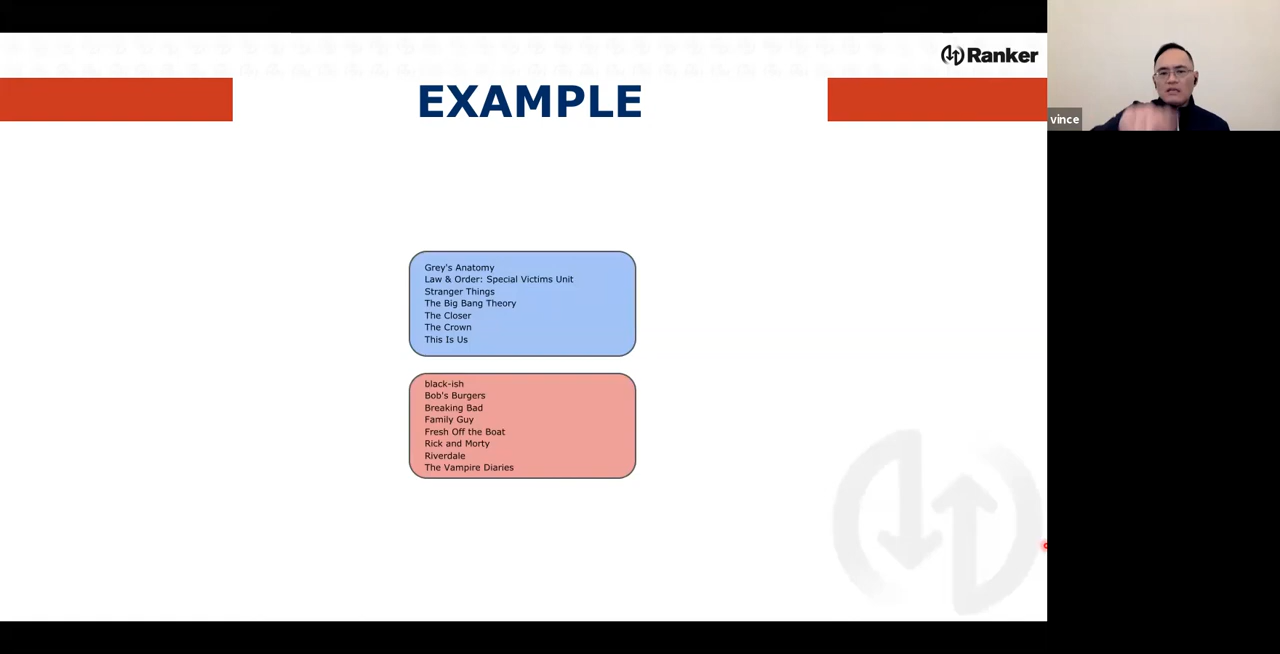 Ranker
EXAMPLE
vince
Grey's Anatomy
Law & Order: Special Victims Unit
Stranger Things
The Big Bang Theory
The Closer
The Crown
This Is Us
black-ish
Bob's Burgers
Breaking Bad
Family Guy
Fresh Off the Boat
Rick and Morty
Riverdale
The Vampire Diaries